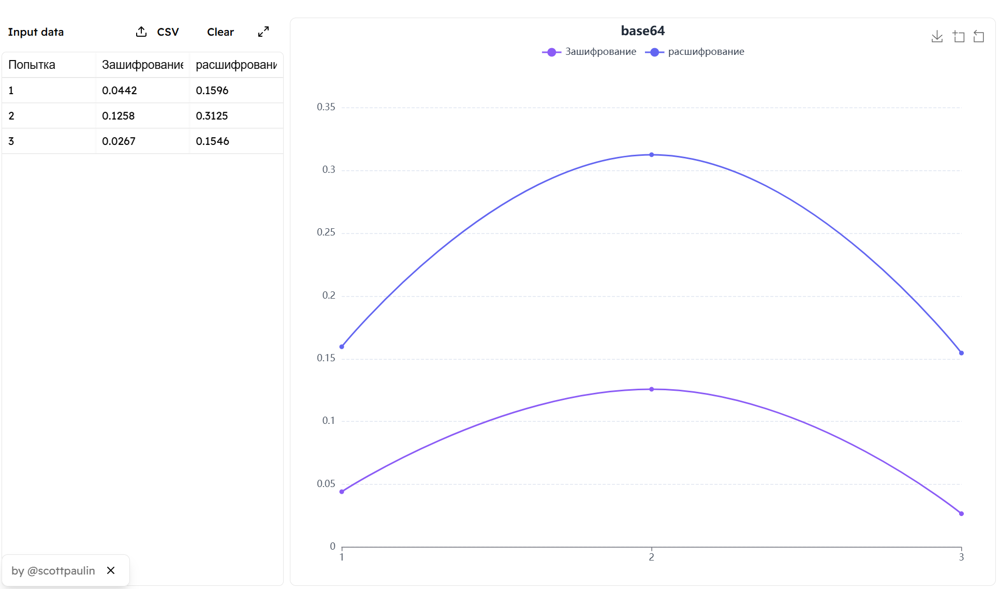 Input data CSV Clear
Попытка Зашифрование расшифровани
1 0.0442 0.1596
2 0.1258 0.3125
3 0.0267 0.1546
by @scottpaulin
base64
Зашифрование расшифрование
0.35
0.3
0.25
0.2
0.15
0.1
0.05
0
1 2 3